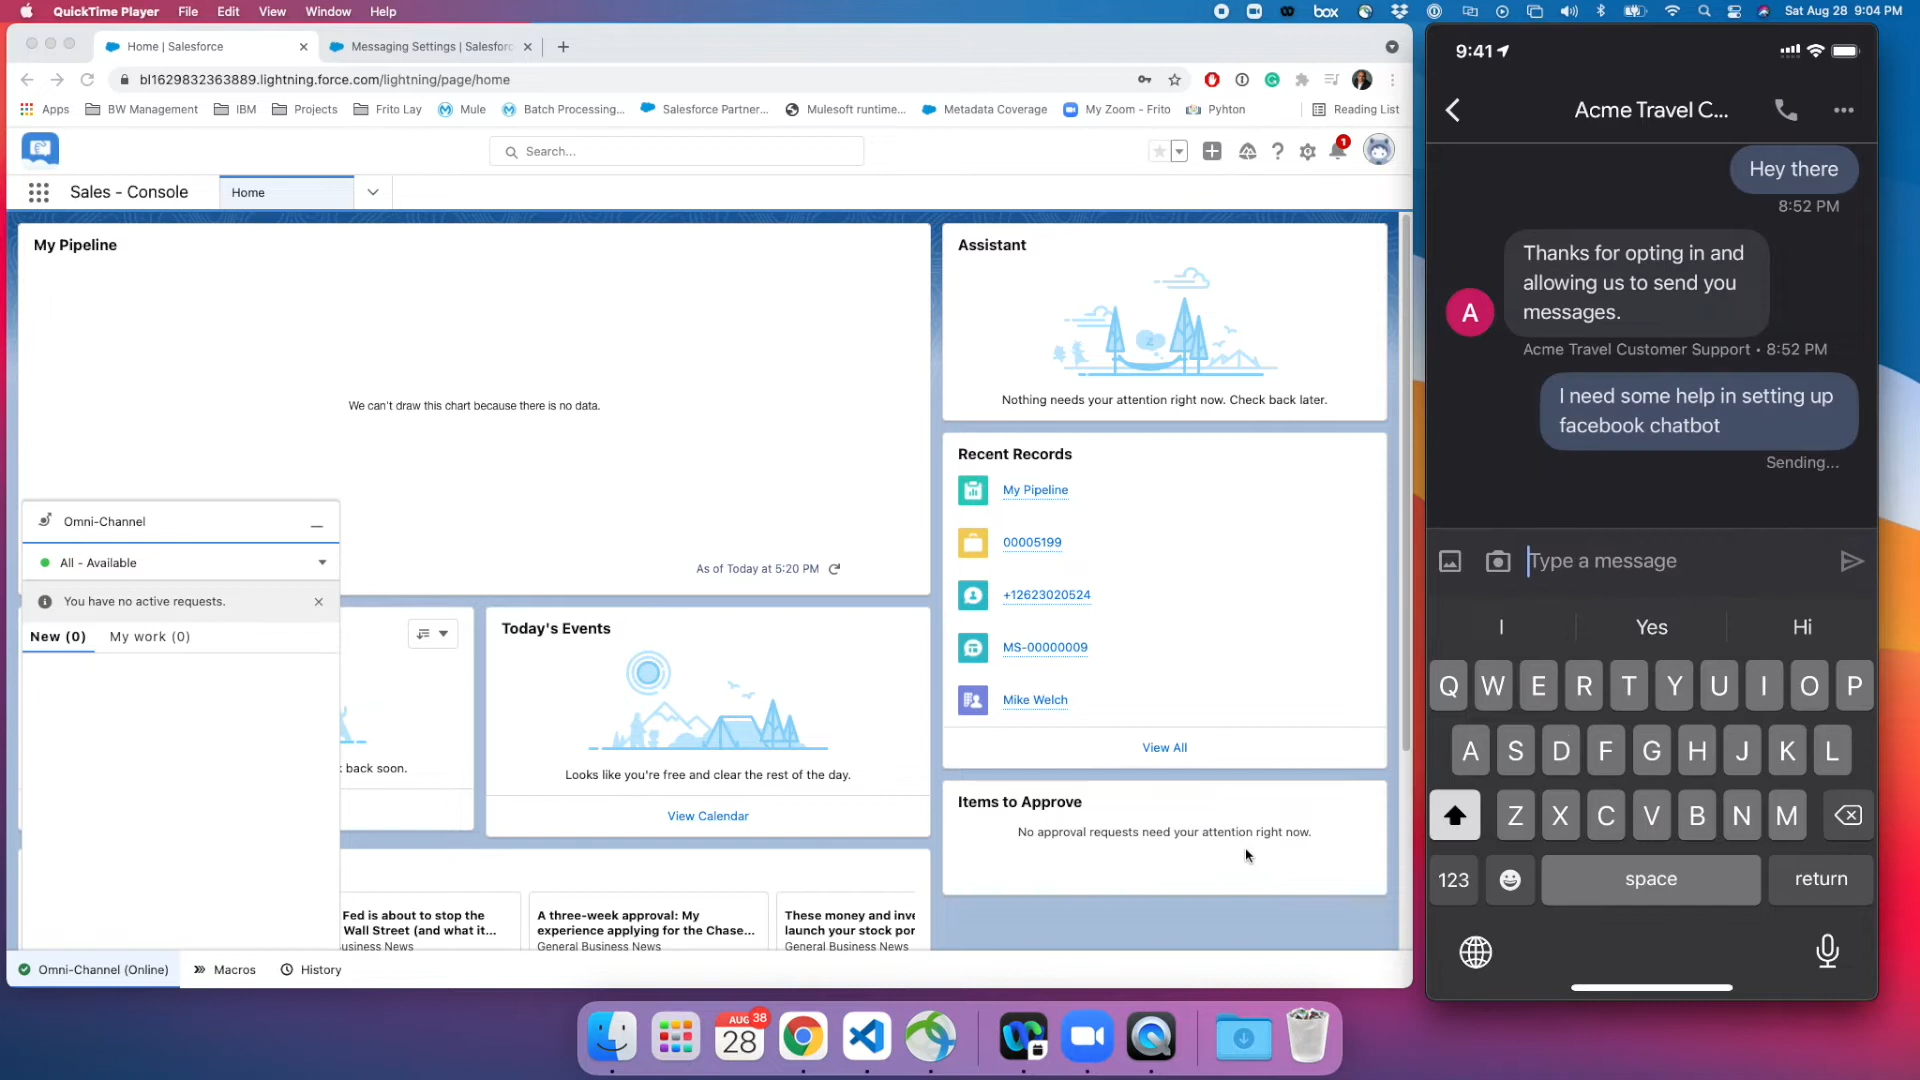 QuickTime Player File Edit View Window Help
box
Sat Aug 28 9:04 PM
Home | Salesforce
Messaging Settings | Salesforc
bl1629832363889.lightning.force.com/lightning/page/home
Apps BW Management IBM Projects Frito Lay Mule Batch Processing... Salesforce Partner... Mulesoft runtime... Metadata Coverage My Zoom - Frito Pyhton Reading List
Search...
1
Sales - Console
Home
My Pipeline
We can't draw this chart because there is no data.
As of Today at 5:20 PM
Omni-Channel
All - Available
You have no active requests.
New (0) My work (0)
back soon.
Today's Events
Looks like you're free and clear the rest of the day.
View Calendar
Fed is about to stop the
Wall Street (and what it...
usiness News
A three-week approval: My
experience applying for the Chase...
General Business News
These money and inve
launch your stock por
General Business News
Assistant
z
Nothing needs your attention right now. Check back later.
Recent Records
My Pipeline
00005199
+12623020524
MS-00000009
Mike Welch
View All
Items to Approve
No approval requests need your attention right now.
Omni-Channel (Online) Macros History
AUG 38
28
9:41
Acme Travel C...
Hey there
8:52 PM
Thanks for opting in and
allowing us to send you
messages.
A
Acme Travel Customer Support • 8:52 PM
I need some help in setting up
facebook chatbot
Sending...
Type a message
I Yes Hi
Q W E R T Y U I O P
A S D F G H J K L
Z X C V B N M
123 space return